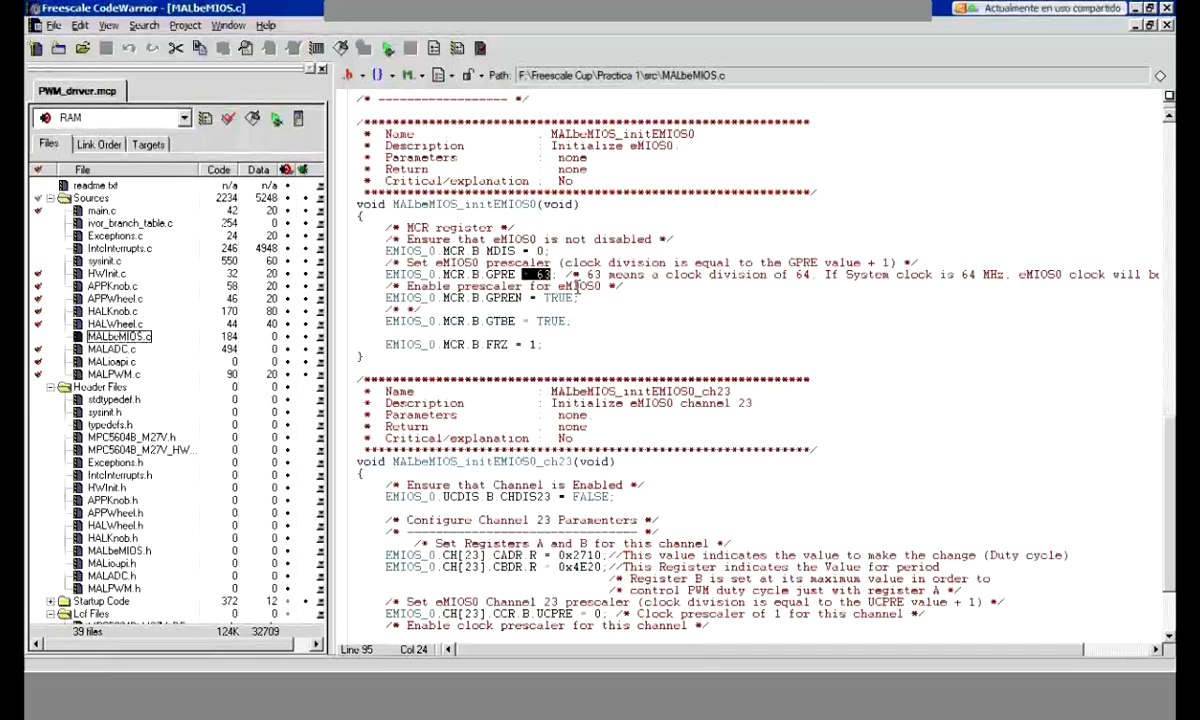 Freescale CodeWarrior - [MALbeMIOS.c]
Actualmente en uso compartido
File Edit View Search Project Window Help
Path: F:\Freescale Cup\Practica 1\src\MALbeMIOS.c
PWM_driver.mcp
RAM
Files Link Order Targets
File Code Data
readme.txt n/a n/a
Sources 2234 5248
main.c 42 20
ivor_branch_table.c 254 0
Exceptions.c 24 20
IntcInterrupts.c 246 4948
sysinit.c 550 60
HWInit.c 32 20
APPKnob.c 58 20
APPWheel.c 46 20
HALKnob.c 170 80
HALWheel.c 44 40
MALbeMIOS.c 184 0
MALADC.c 494 0
MALioapi.c 0 0
MALPWM.c 90 20
Header Files 0 0
stdtypedef.h 0 0
sysinit.h 0 0
typedefs.h 0 0
MPC5604B_M27V.h 0 0
MPC5604B_M27V_HW... 0 0
Exceptions.h 0 0
IntcInterrupts.h 0 0
HWInit.h 0 0
APPKnob.h 0 0
APPWheel.h 0 0
HALWheel.h 0 0
HALKnob.h 0 0
MALbeMIOS.h 0 0
MALioupi.h 0 0
MALADC.h 0 0
MALPWM.h 0 0
Startup Code 372 12
Lcf Files 0 0
39 files 124K 32709
/* ------------------ */
/****************************************************************************
* Name : MALbeMIOS_initEMIOS0
* Description : Initialize eMIOS0.
* Parameters : none
* Return : none
* Critical/explanation : No
****************************************************************************/
void MALbeMIOS_initEMIOS0(void)
{
/* MCR register */
/* Ensure that eMIOS0 is not disabled */
EMIOS_0.MCR.B.MDIS = 0;
/* Set eMIOS0 prescaler (clock division is equal to the GPRE value + 1) */
EMIOS_0.MCR.B.GPRE = 63; /* 63 means a clock division of 64. If System clock is 64 MHz, eMIOS0 clock will be
/* Enable prescaler for eMIOS0 */
EMIOS_0.MCR.B.GPREN = TRUE;
/* */
EMIOS_0.MCR.B.GTBE = TRUE;
EMIOS_0.MCR.B.FRZ = 1;
}
/****************************************************************************
* Name : MALbeMIOS_initEMIOS0_ch23
* Description : Initialize eMIOS0 channel 23
* Parameters : none
* Return : none
* Critical/explanation : No
****************************************************************************/
void MALbeMIOS_initEMIOS0_ch23(void)
{
/* Ensure that Channel is Enabled */
EMIOS_0.UCDIS.B.CHDIS23 = FALSE;
/* Configure Channel 23 Paramenters */
/* ---------------------------------- */
/* Set Registers A and B for this channel */
EMIOS_0.CH[23].CADR.R = 0x2710;//This value indicates the value to make the change (Duty cycle)
EMIOS_0.CH[23].CBDR.R = 0x4E20;//This Register indicates the Value for period
/* Register B is set at its maximum value in order to
/* control PWM duty cycle just with register A */
/* Set eMIOS0 Channel 23 prescaler (clock division is equal to the UCPRE value + 1) */
EMIOS_0.CH[23].CCR.B.UCPRE = 0; /* Clock prescaler of 1 for this channel */
/* Enable clock prescaler for this channel */
Line 95 Col 24